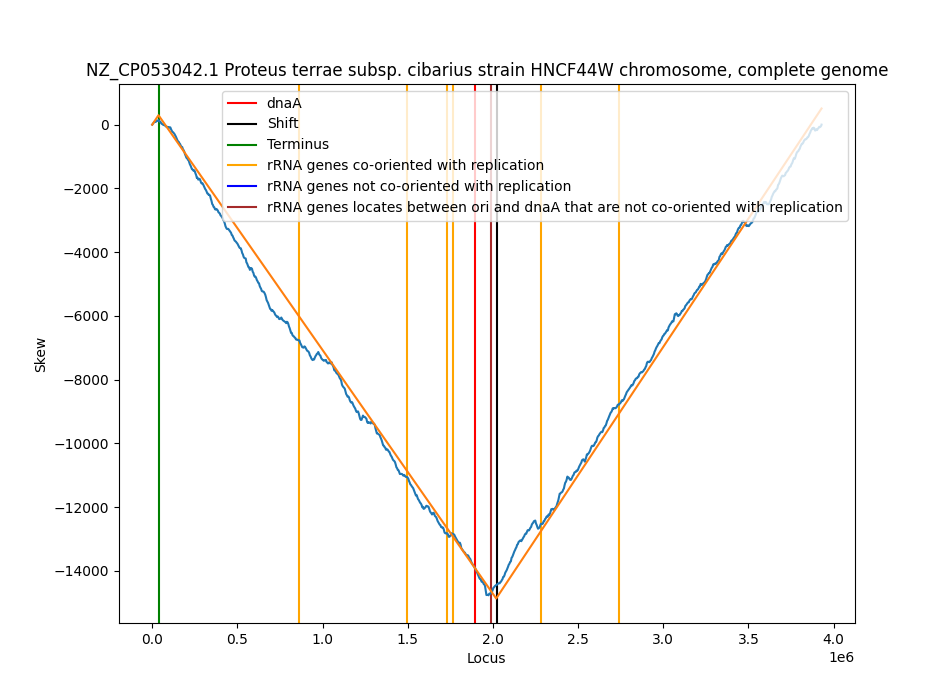 NZ_CP053042.1 Proteus terrae subsp. cibarius strain HNCF44W chromosome, complete genome
dnaA
Shift
Terminus
rRNA genes co-oriented with replication
rRNA genes not co-oriented with replication
rRNA genes locates between ori and dnaA that are not co-oriented with replication
0
−2000
−4000
−6000
−8000
−10000
−12000
−14000
Skew
0.0 0.5 1.0 1.5 2.0 2.5 3.0 3.5 4.0
1e6
Locus